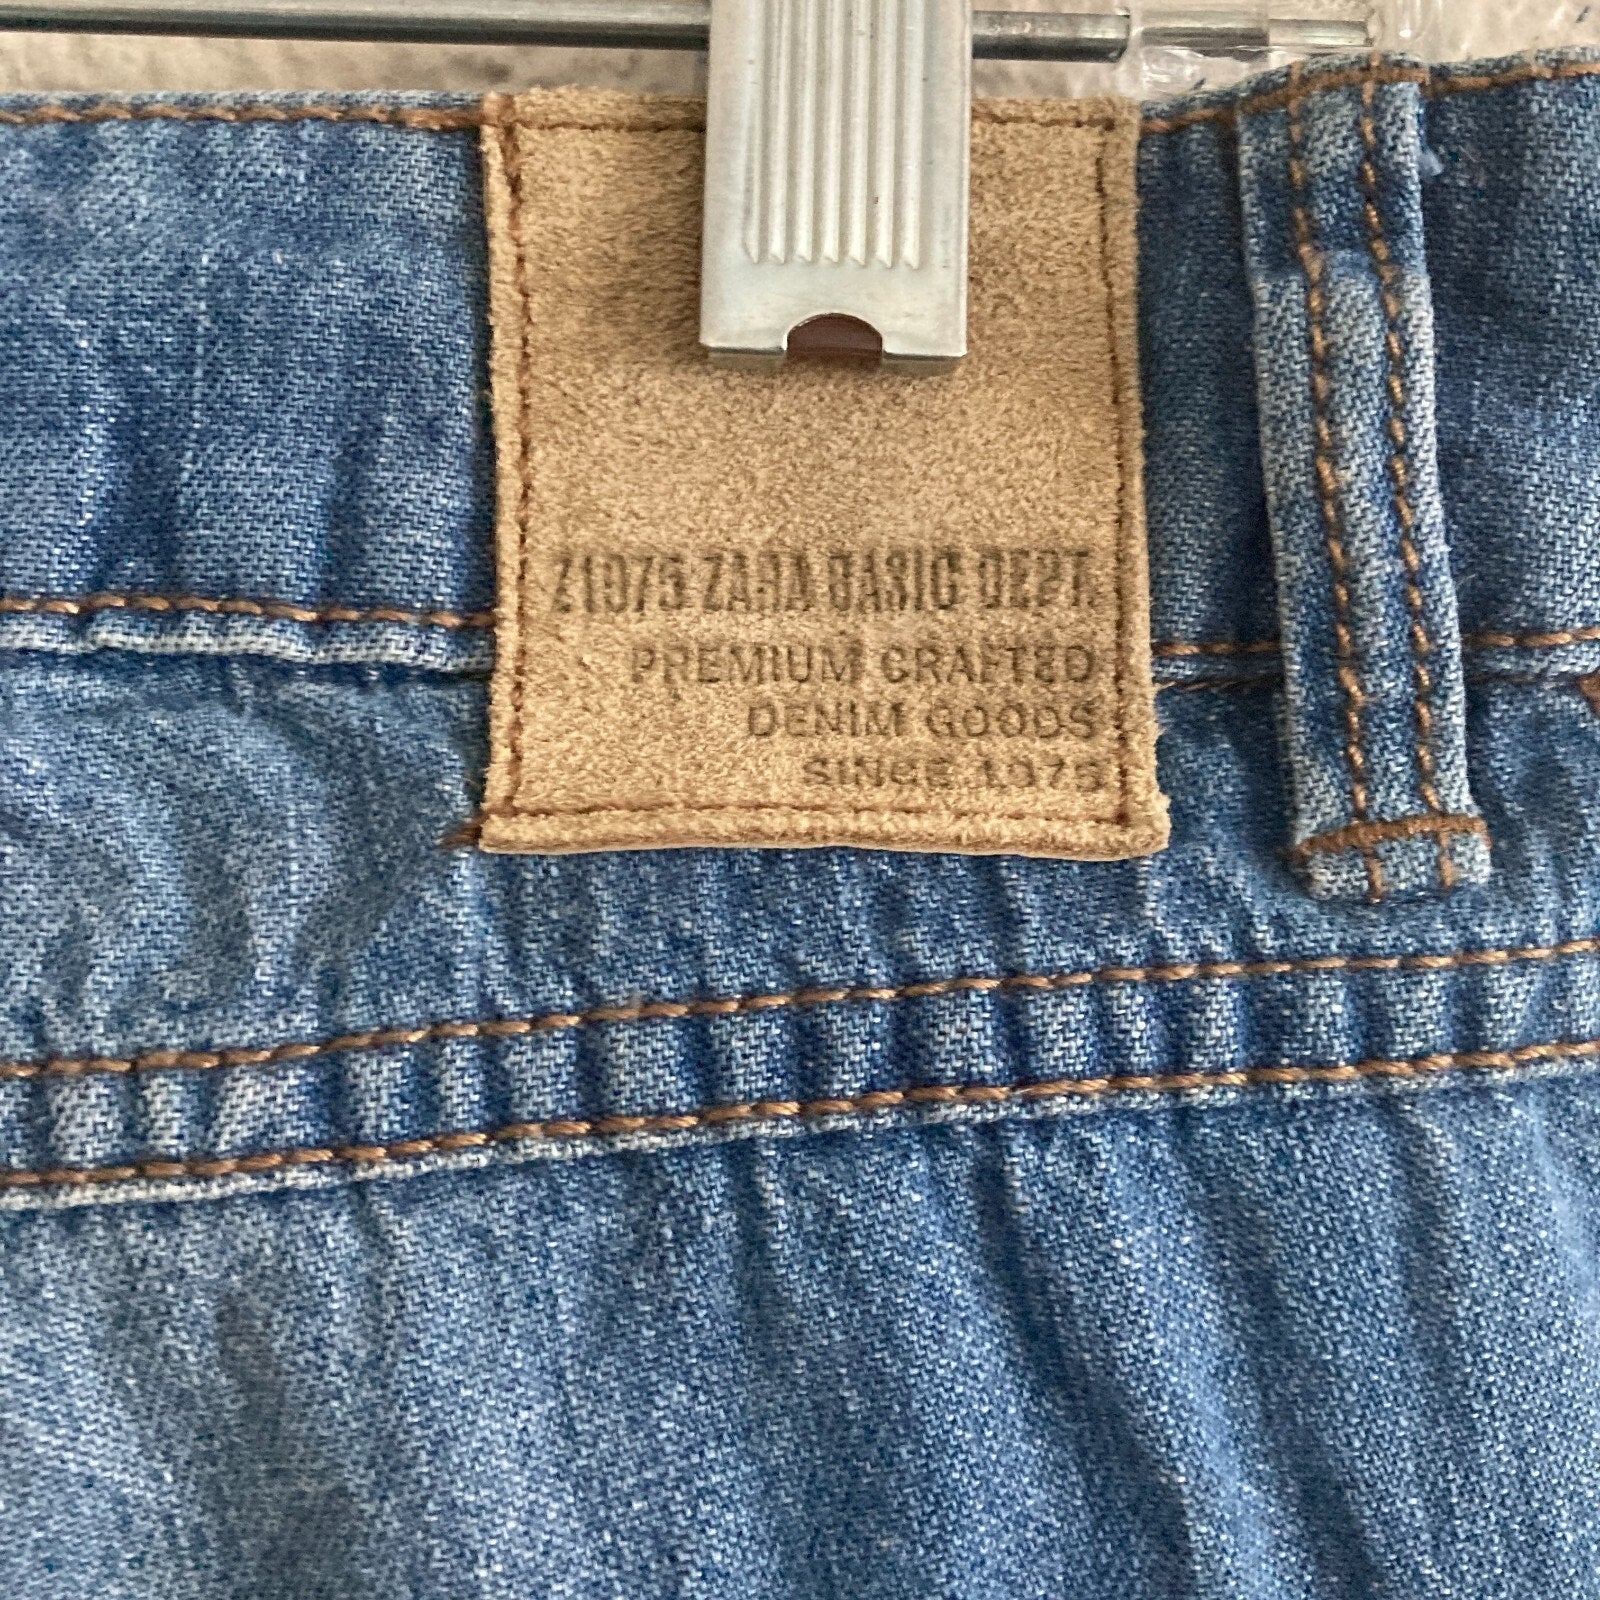 Z1975 ZARA BASIC DEPT.
PREMIUM CRAFTED
DENIM GOODS
SINCE 1975